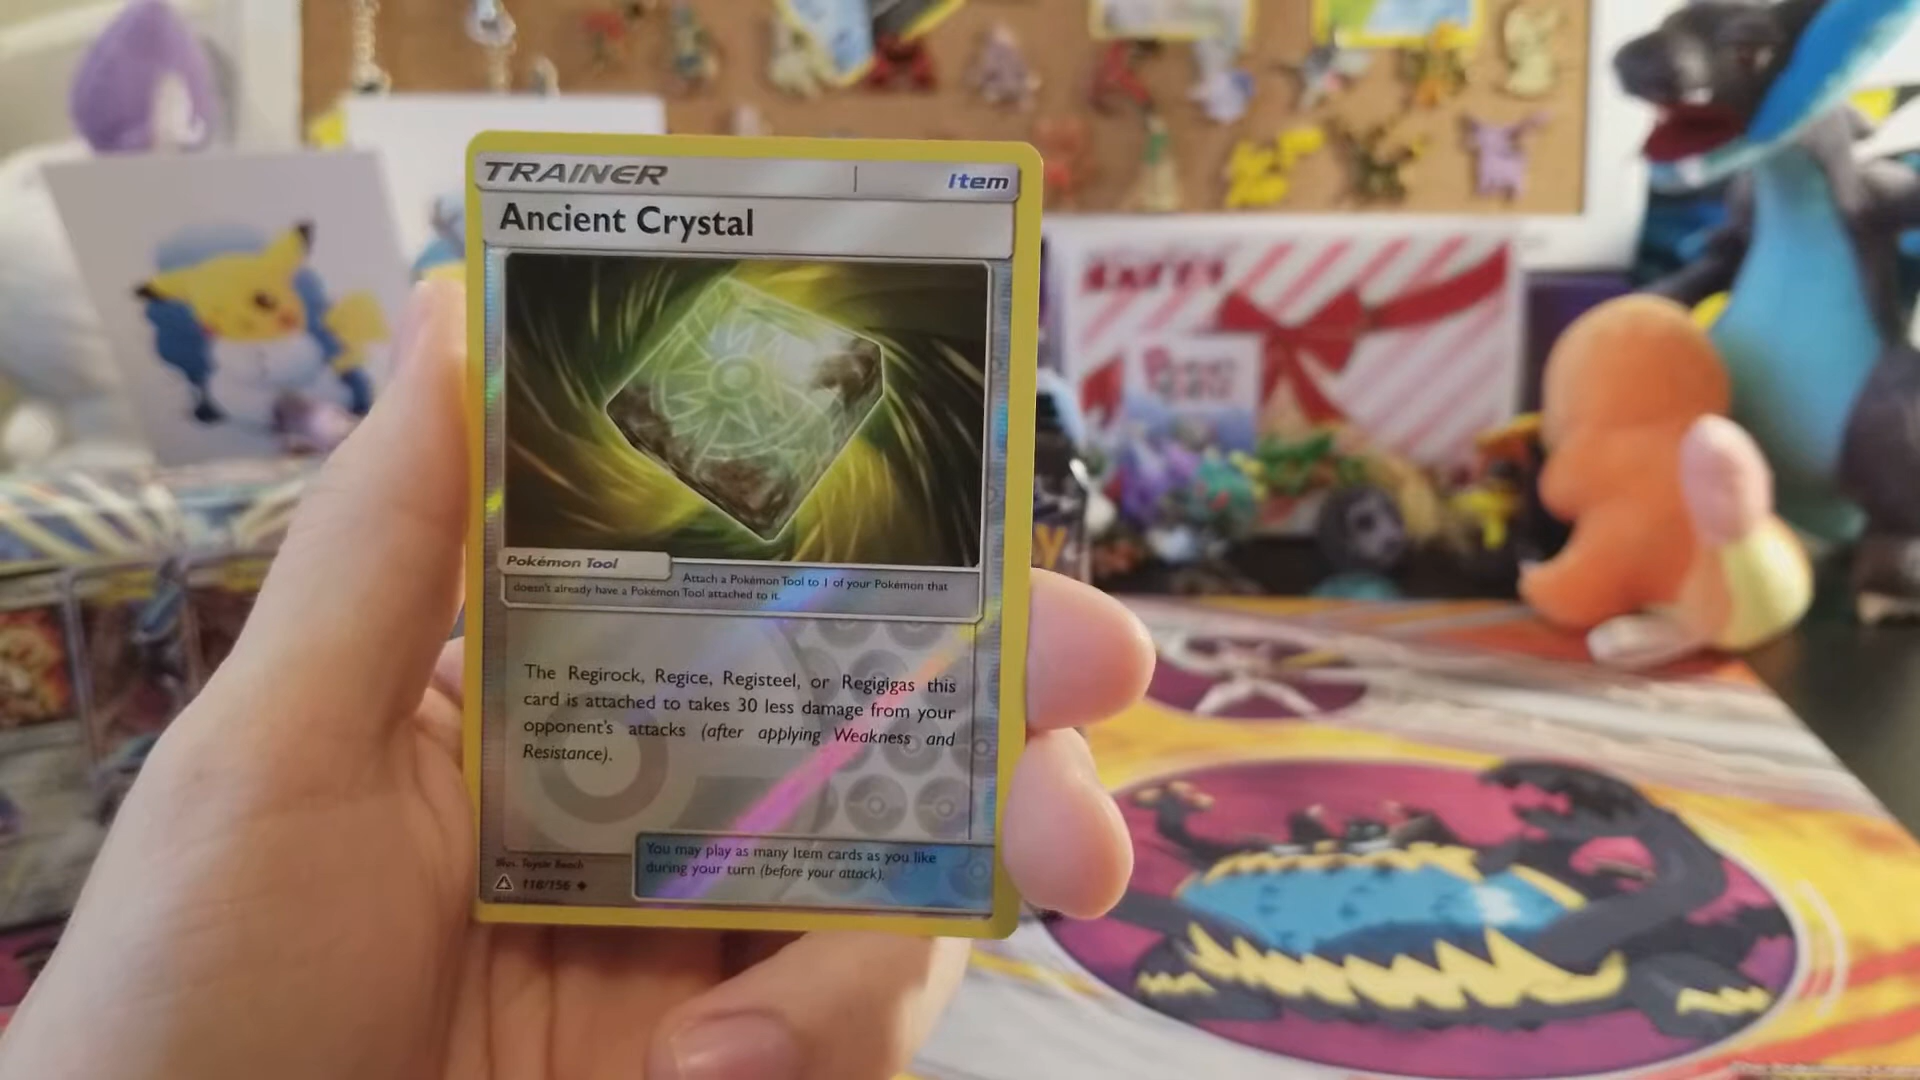 TRAINER
Item
Ancient Crystal
Pokémon Tool
Attach a Pokémon Tool to 1 of your Pokémon that
doesn't already have a Pokémon Tool attached to it.
The Regirock, Regice, Registeel, or Regigigas this
card is attached to takes 30 less damage from your
opponent's attacks (after applying Weakness and
Resistance).
You may play as many Item cards as you like
during your turn (before your attack).
Illus. Toyste Beach
118/156